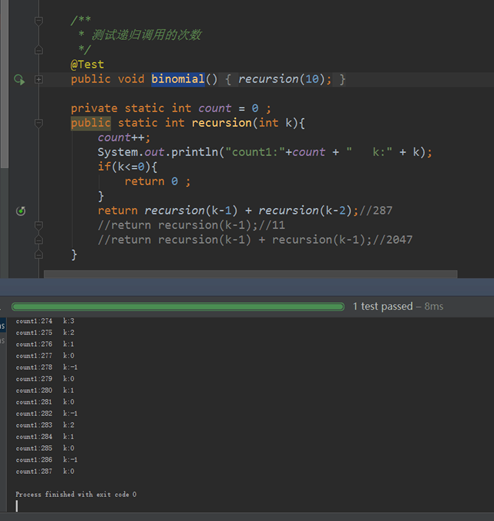 /**
* 测试递归调用的次数
*/
@Test
public void binomial() { recursion(10); }
private static int count = 0 ;
public static int recursion(int k){
count++;
System.out.println("count1:"+count + "   k:" + k);
if(k<=0){
return 0 ;
}
return recursion(k-1) + recursion(k-2);//287
//return recursion(k-1);//11
//return recursion(k-1) + recursion(k-1);//2047
}
1 test passed – 8ms
count1:274   k:3
count1:275   k:2
count1:276   k:1
count1:277   k:0
count1:278   k:-1
count1:279   k:0
count1:280   k:1
count1:281   k:0
count1:282   k:-1
count1:283   k:2
count1:284   k:1
count1:285   k:0
count1:286   k:-1
count1:287   k:0
Process finished with exit code 0